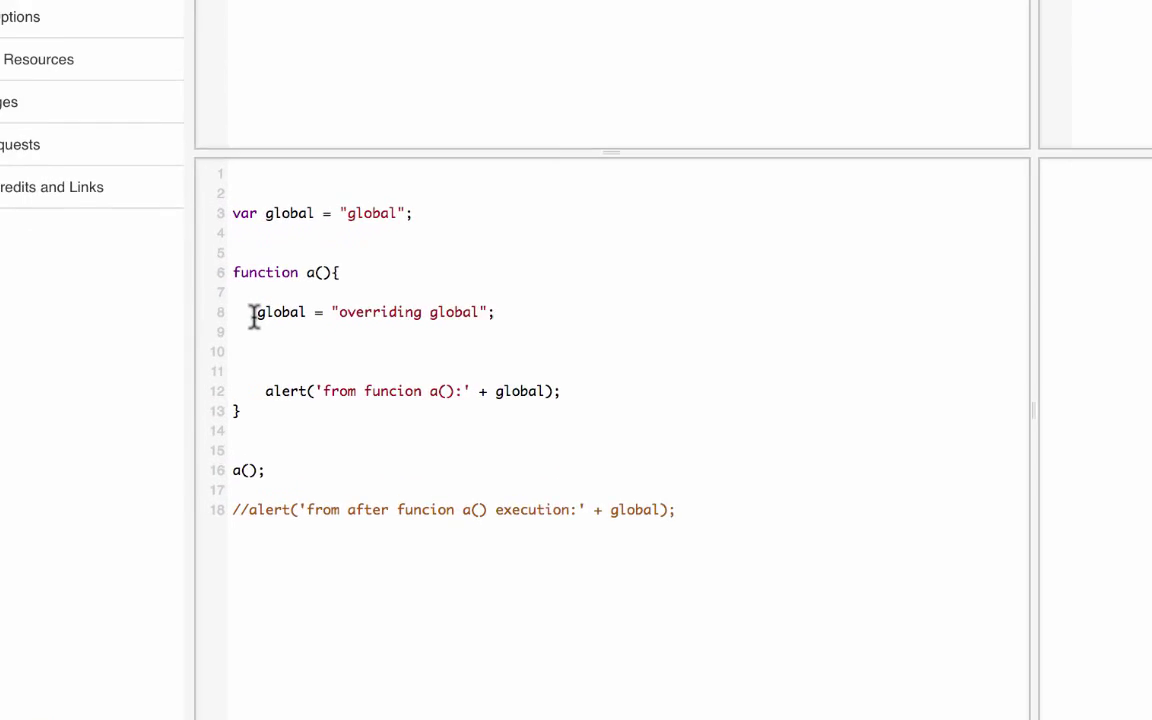 ptions
Resources
ges
quests
redits and Links
1
2
3 var global = "global";
4
5
6 function a(){
7
8 global = "overriding global";
9
10
11
12 alert('from funcion a():' + global);
13 }
14
15
16 a();
17
18 //alert('from after funcion a() execution:' + global);